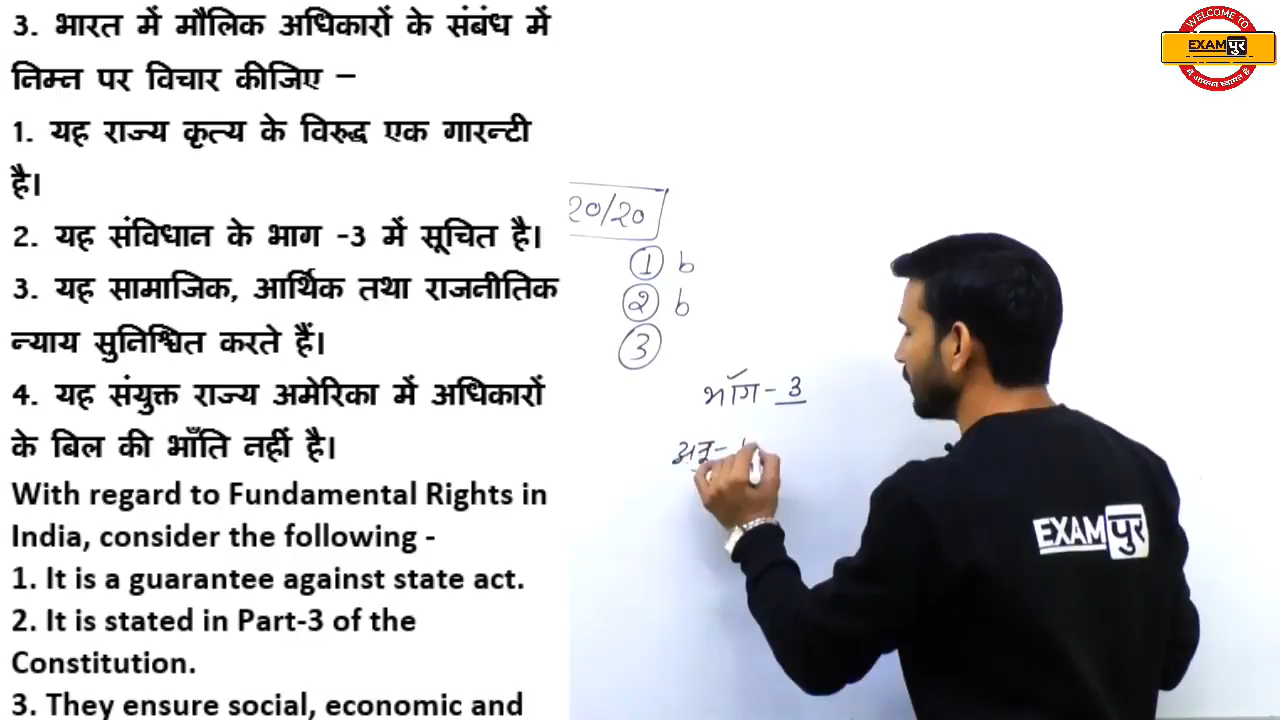 3. भारत में मौलिक अधिकारों के संबंध में
निम्न पर विचार कीजिए –
1. यह राज्य कृत्य के विरुद्ध एक गारन्टी
है।
2. यह संविधान के भाग -3 में सूचित है।
3. यह सामाजिक, आर्थिक तथा राजनीतिक
न्याय सुनिश्चित करते हैं।
4. यह संयुक्त राज्य अमेरिका में अधिकारों
के बिल की भाँति नहीं है।
With regard to Fundamental Rights in
India, consider the following -
1. It is a guarantee against state act.
2. It is stated in Part-3 of the
Constitution.
3. They ensure social, economic and
20/20
1 b
2 b
3
भाग - 3
अनु-
WELCOME TO
EXAMपुर
EXAMपुर